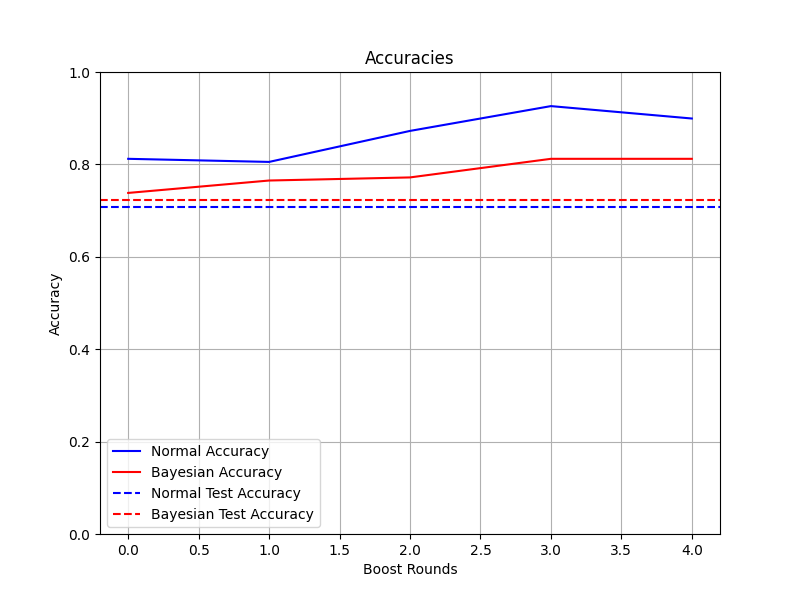 Accuracies
1.0
0.8
0.6
0.4
0.2
0.0
Accuracy
Normal Accuracy
Bayesian Accuracy
Normal Test Accuracy
Bayesian Test Accuracy
0.0 0.5 1.0 1.5 2.0 2.5 3.0 3.5 4.0
Boost Rounds